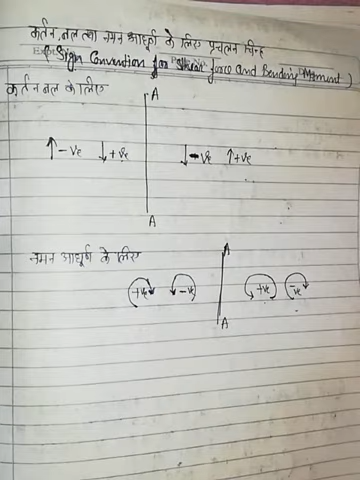 कर्तन बल तथा नमन आघूर्ण के लिए प्रचलन चिन्ह
(Sign Convention for Shear force and Bending Moment)
कर्तन बल के लिए
A
↑-ve ↓+ve ↓-ve ↑+ve
A
नमन आघूर्ण के लिए
A
+ve -ve +ve -ve
A